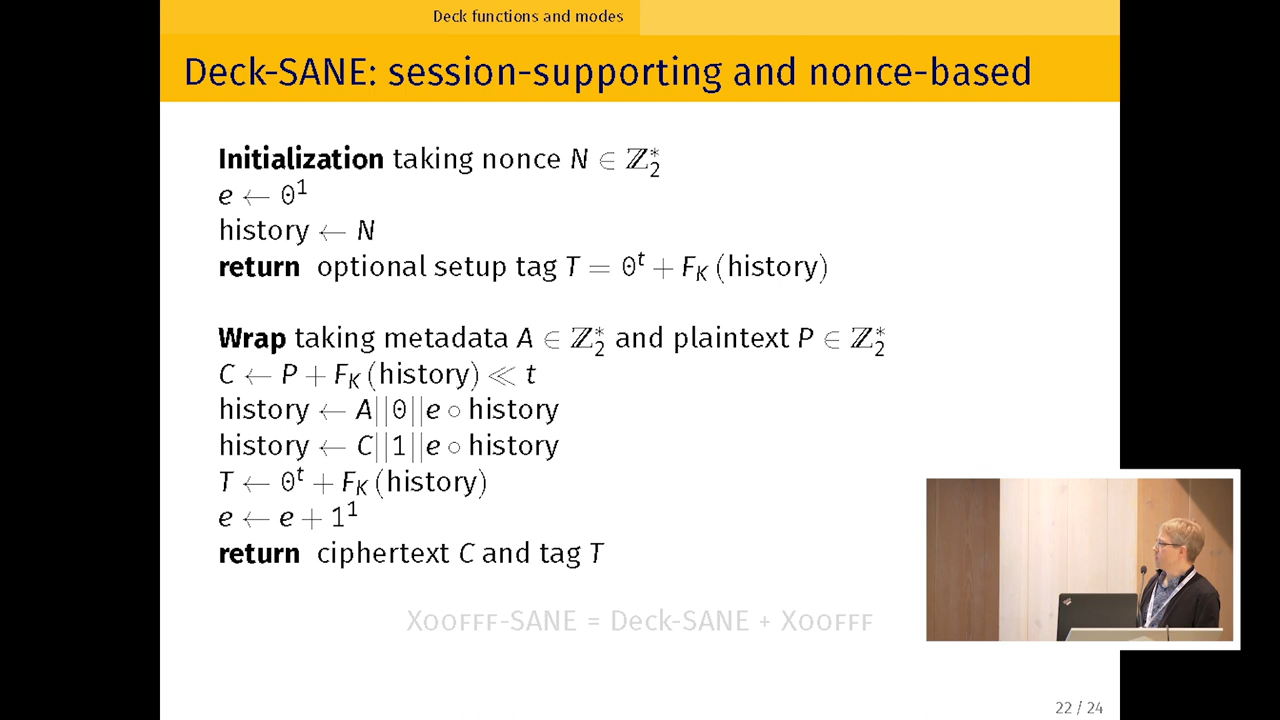 Deck functions and modes
Deck-SANE: session-supporting and nonce-based
Initialization taking nonce N ∈ ℤ₂*
e ← 0¹
history ← N
return optional setup tag T = 0ᵗ + F_K (history)
Wrap taking metadata A ∈ ℤ₂* and plaintext P ∈ ℤ₂*
C ← P + F_K (history) ≪ t
history ← A||0||e ∘ history
history ← C||1||e ∘ history
T ← 0ᵗ + F_K (history)
e ← e + 1¹
return ciphertext C and tag T
Xoofff-SANE = Deck-SANE + Xoofff
22 / 24